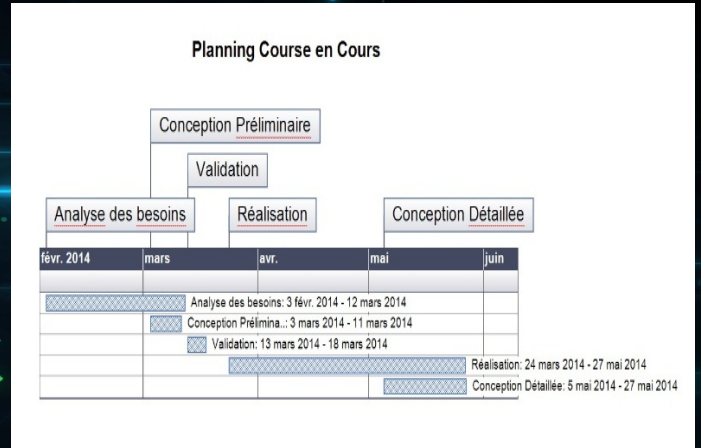 Planning Course en Cours
Conception Préliminaire
Validation
Analyse des besoins
Réalisation
Conception Détaillée
févr. 2014 mars avr. mai juin
Analyse des besoins: 3 févr. 2014 - 12 mars 2014
Conception Prélimina..: 3 mars 2014 - 11 mars 2014
Validation: 13 mars 2014 - 18 mars 2014
Réalisation: 24 mars 2014 - 27 mai 2014
Conception Détaillée: 5 mai 2014 - 27 mai 2014